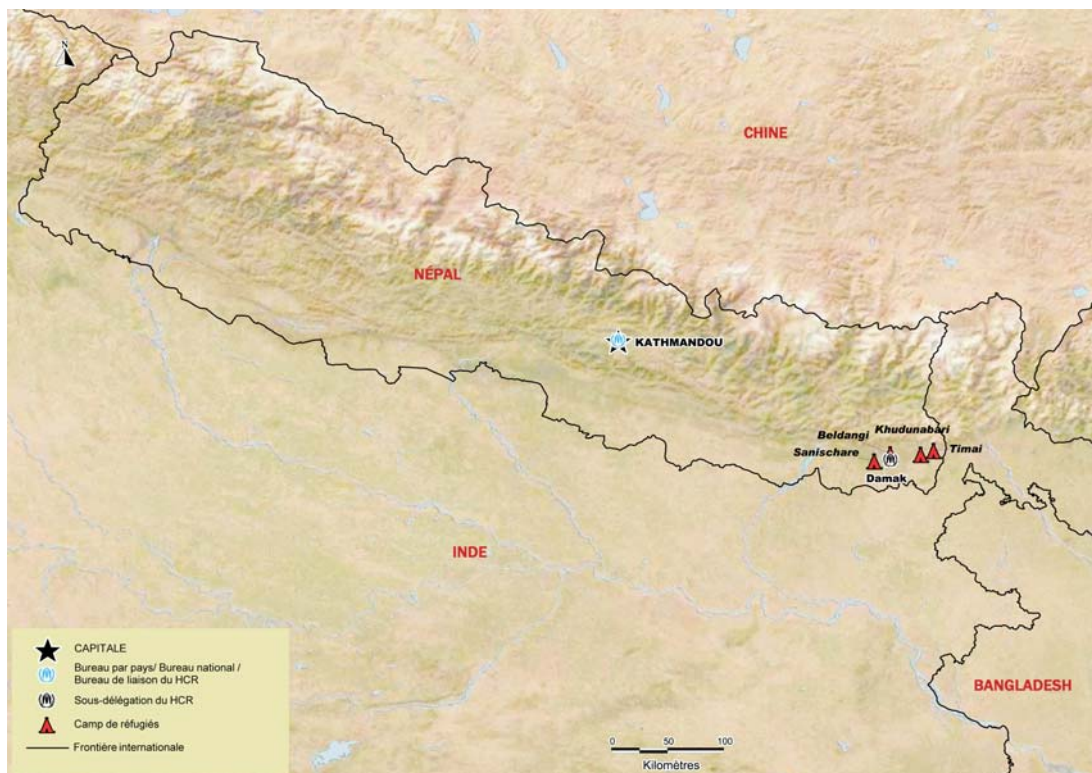 N
CHINE
NÉPAL
KATHMANDOU
Beldangi
Khudunabari
Sanischare
Timai
Damak
INDE
BANGLADESH
CAPITALE
Bureau par pays/ Bureau national /
Bureau de liaison du HCR
Sous-délégation du HCR
Camp de réfugiés
Frontière internationale
0 25 50 100
Kilomètres